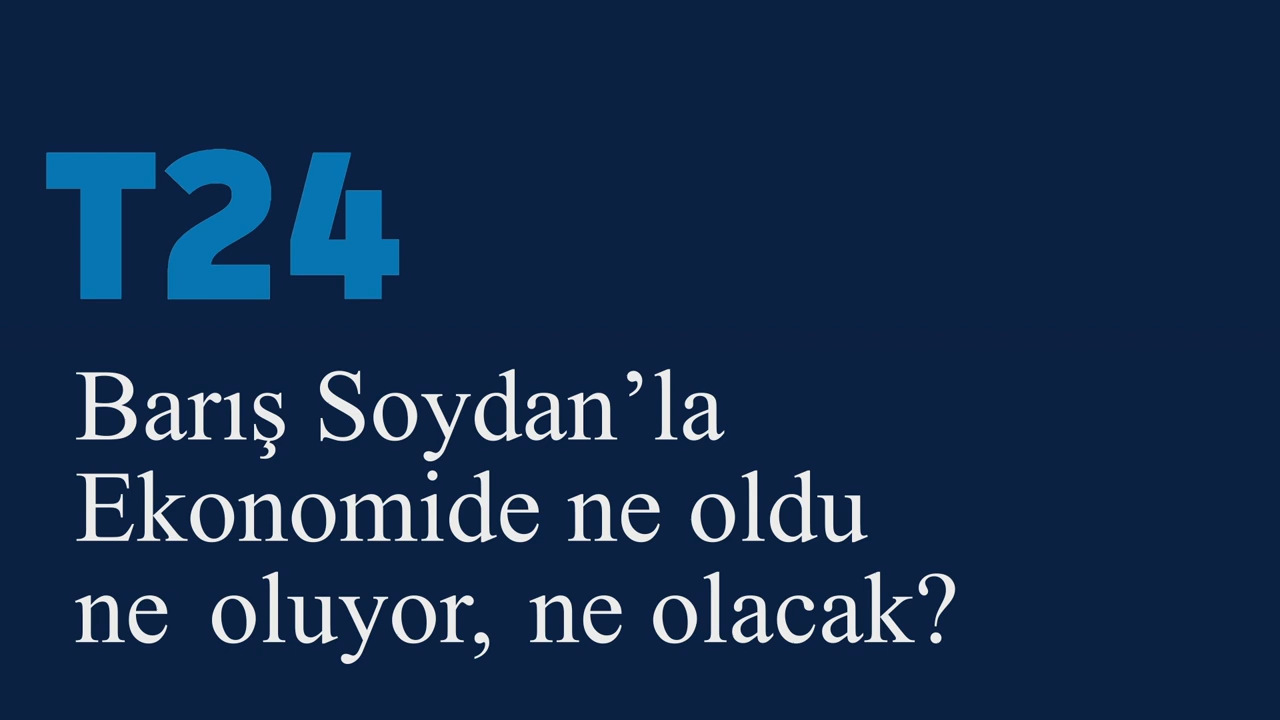 T24
Barış Soydan’la
Ekonomide ne oldu
ne oluyor, ne olacak?